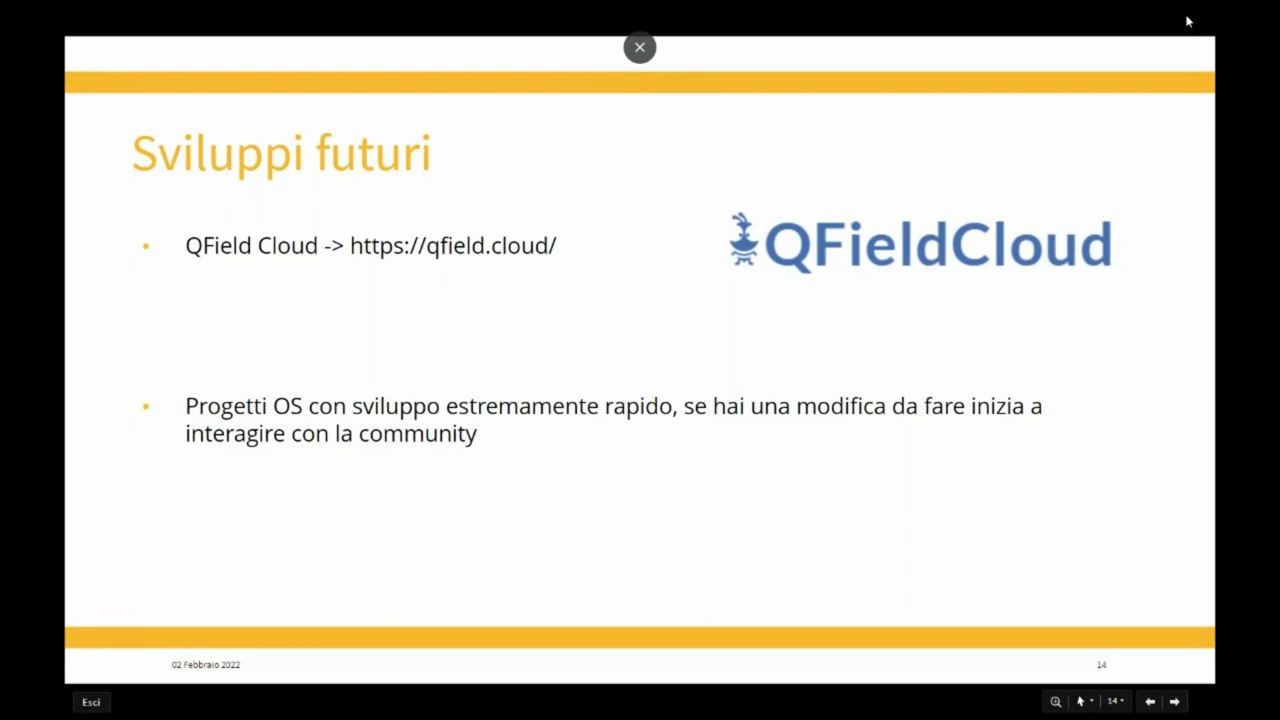 Sviluppi futuri
QField Cloud -> https://qfield.cloud/
QFieldCloud
Progetti OS con sviluppo estremamente rapido, se hai una modifica da fare inizia a
interagire con la community
02 Febbraio 2022
14
Esci
14